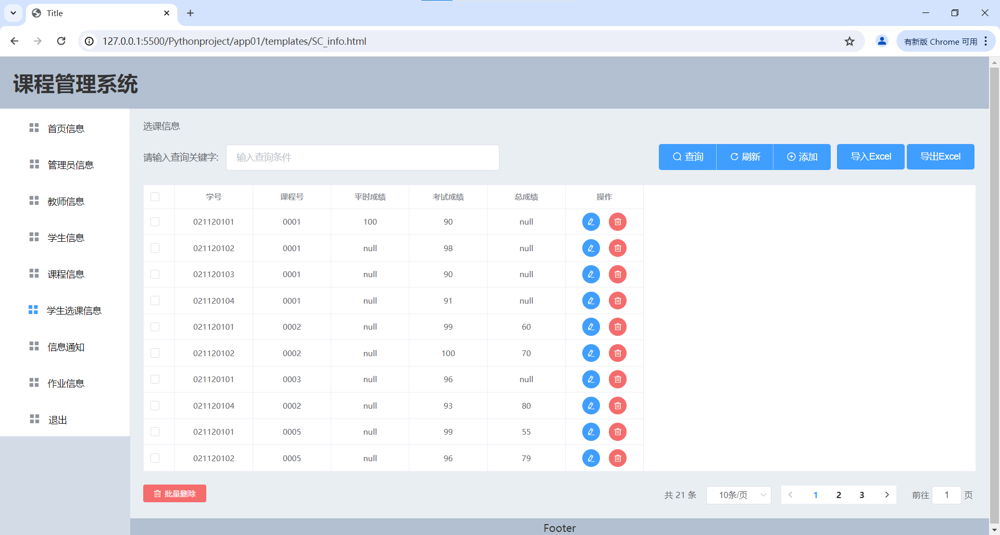 Title
127.0.0.1:5500/Pythonproject/app01/templates/SC_info.html
有新版 Chrome 可用
课程管理系统
首页信息
管理员信息
教师信息
学生信息
课程信息
学生选课信息
信息通知
作业信息
退出
选课信息
请输入查询关键字: 输入查询条件 查询 刷新 添加 导入Excel 导出Excel
学号 课程号 平时成绩 考试成绩 总成绩 操作
021120101 0001 100 90 null
021120102 0001 null 98 null
021120103 0001 null 90 null
021120104 0001 null 91 null
021120101 0002 null 99 60
021120102 0002 null 100 70
021120101 0003 null 96 null
021120104 0002 null 93 80
021120101 0005 null 99 55
021120102 0005 null 96 79
批量删除 共 21 条 10条/页 1 2 3 前往 1 页
Footer